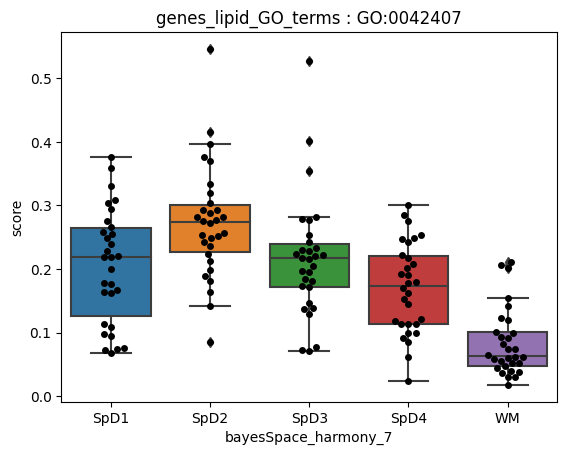 genes_lipid_GO_terms : GO:0042407
score
0.5
0.4
0.3
0.2
0.1
0.0
SpD1 SpD2 SpD3 SpD4 WM
bayesSpace_harmony_7